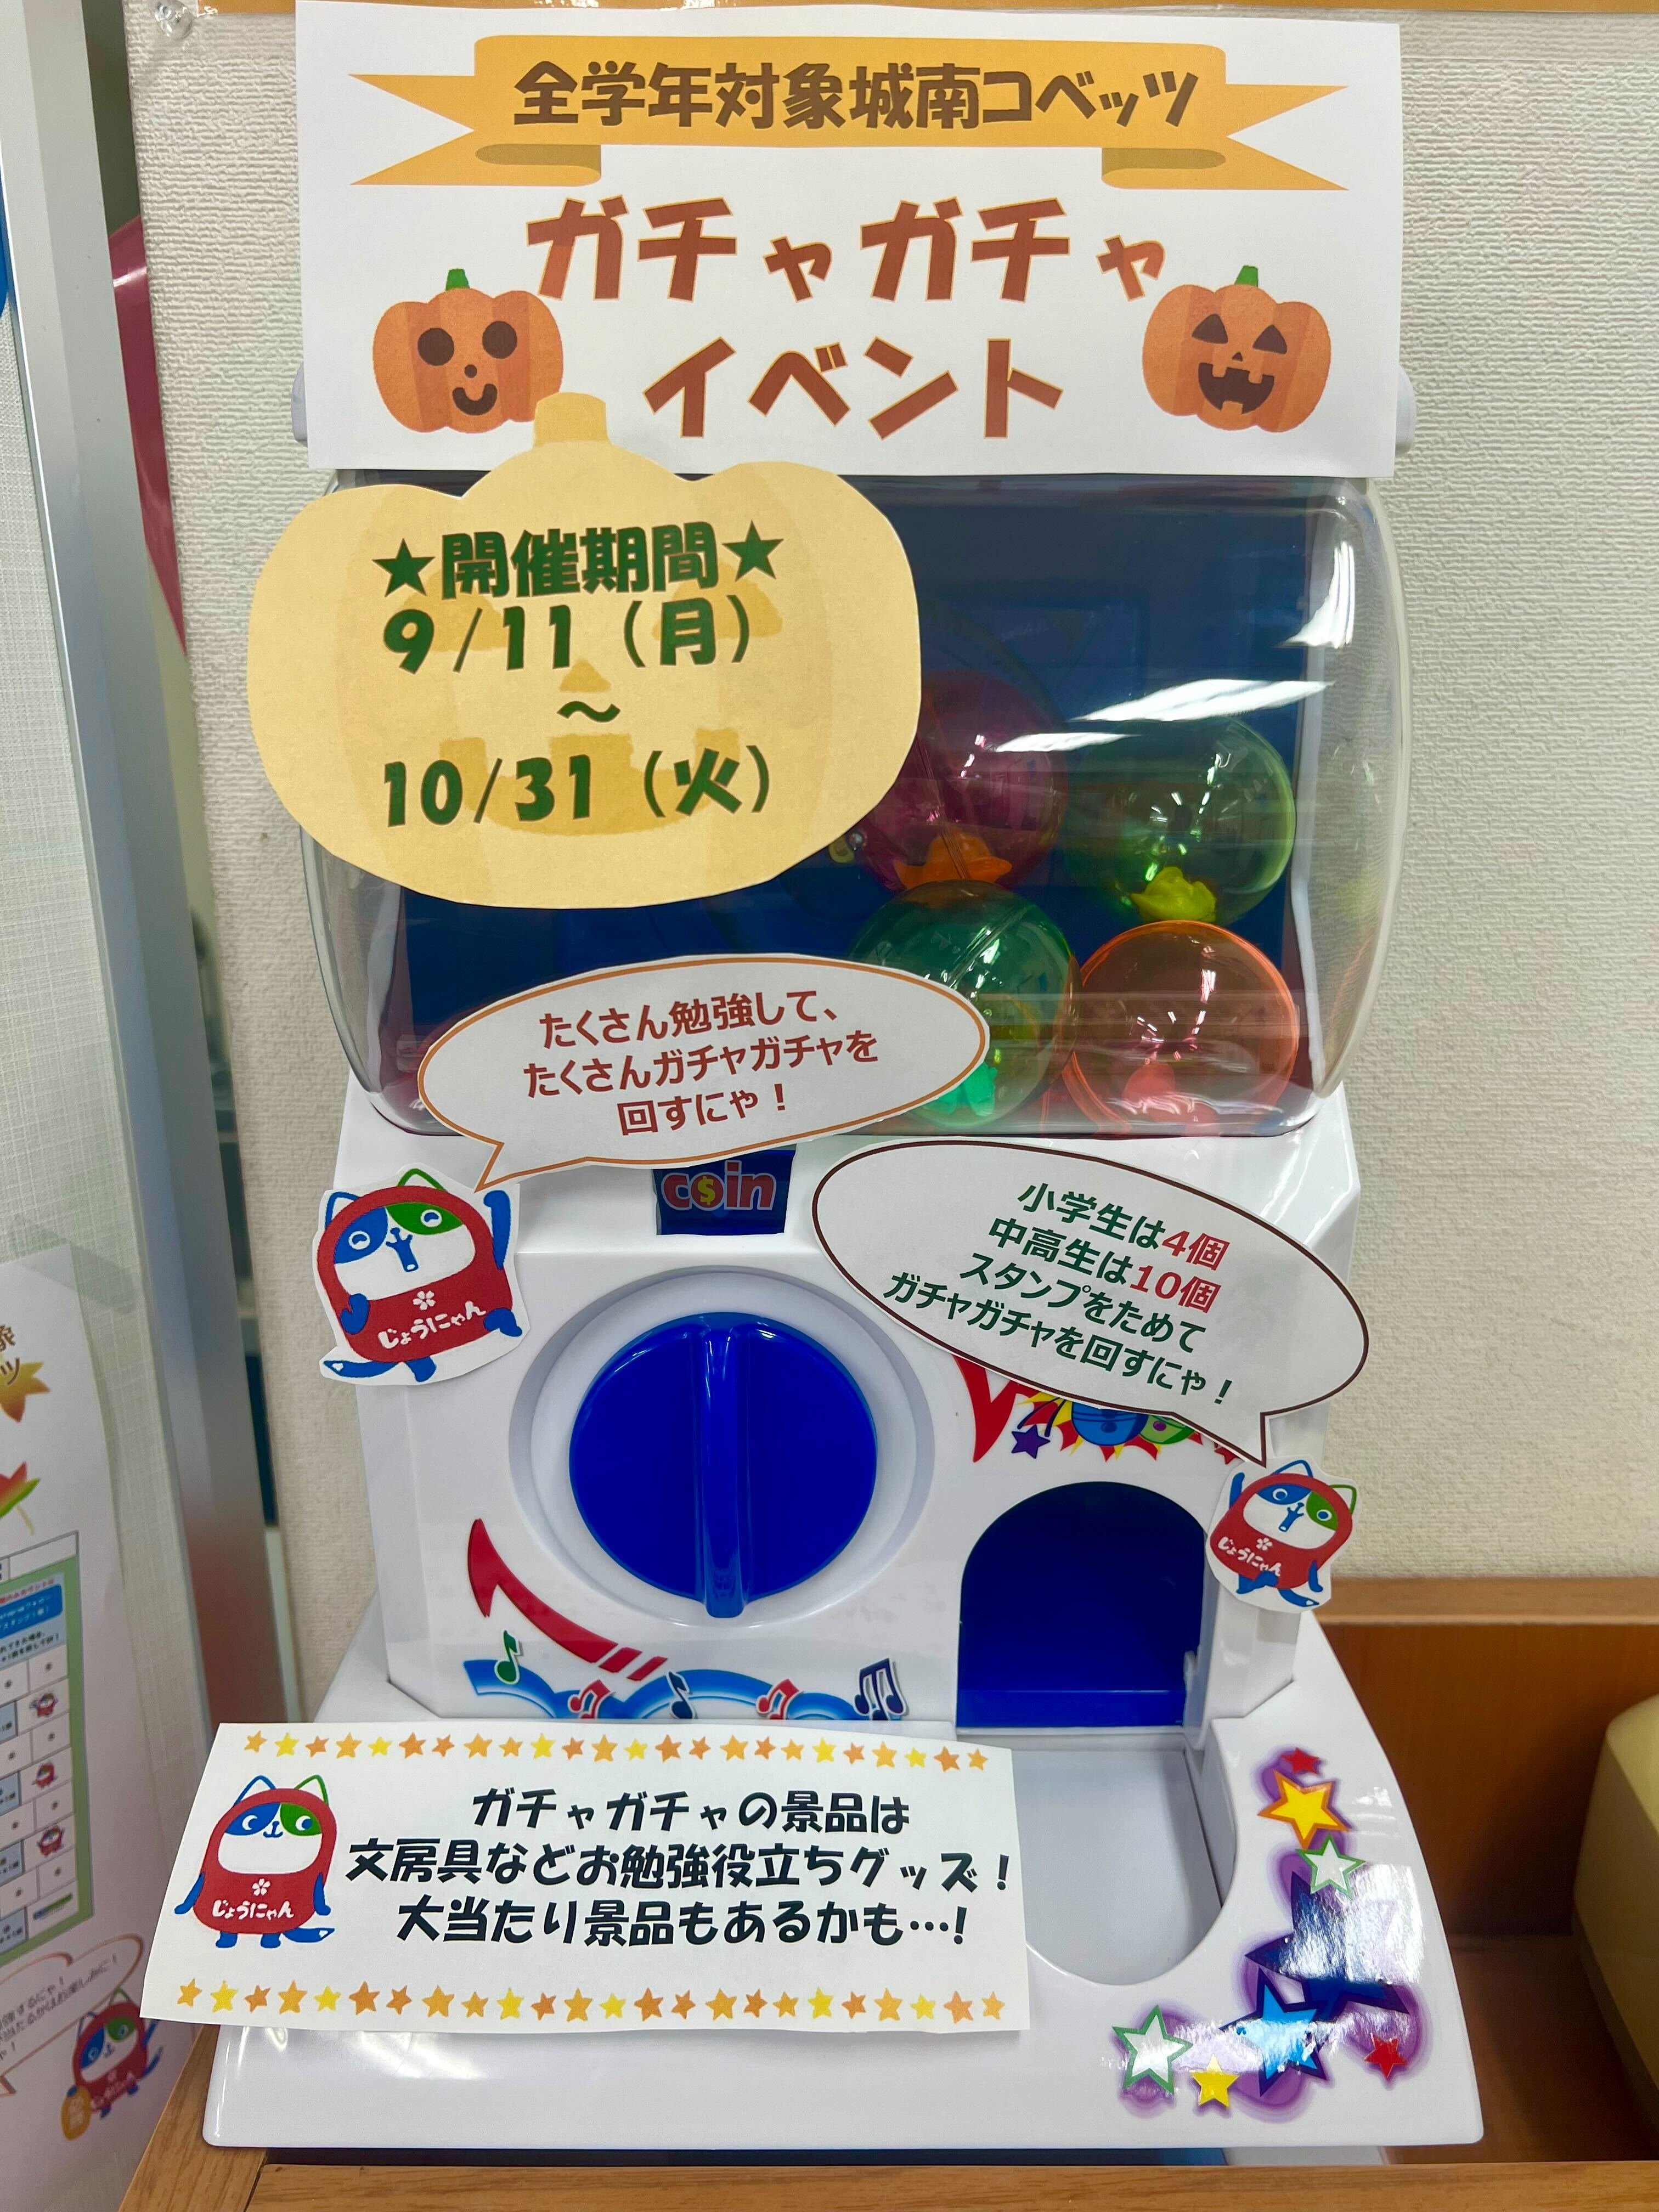 全学年対象城南コベッツ
ガチャガチャ
イベント
★開催期間★
9/11（月）
～
10/31（火）
たくさん勉強して、
たくさんガチャガチャを
回すにゃ！
coin
小学生は4個
中高生は10個
スタンプをためて
ガチャガチャを回すにゃ！
じょうにゃん
じょうにゃん
ガチャガチャの景品は
文房具などお勉強役立ちグッズ！
大当たり景品もあるかも…！
じょうにゃん